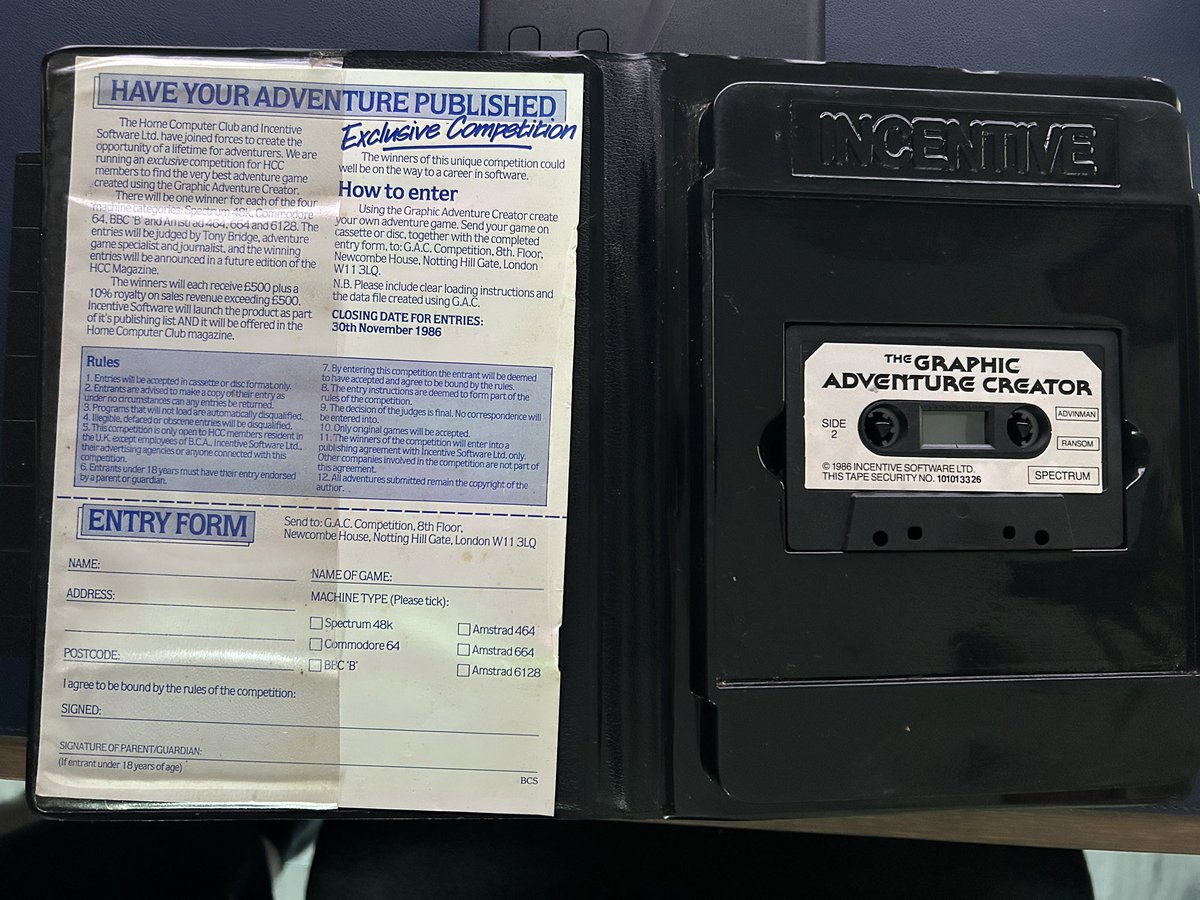 HAVE YOUR ADVENTURE PUBLISHED
Exclusive Competition
The Home Computer Club and Incentive
Software Ltd. have joined forces to create the
opportunity of a lifetime for adventurers. We are
running an exclusive competition for HCC
members to find the very best adventure game
created using the Graphic Adventure Creator.
There will be one winner for each of the four
machine categories: Spectrum 48k, Commodore
64, BBC 'B' and Amstrad 464, 664 and 6128. The
entries will be judged by Tony Bridge, adventure
game specialist and journalist, and the winning
entries will be announced in a future edition of the
HCC Magazine.
The winners will each receive £500 plus a
10% royalty on sales revenue exceeding £500.
Incentive Software will launch the product as part
of it's publishing list AND it will be offered in the
Home Computer Club magazine.
The winners of this unique competition could
well be on the way to a career in software.
How to enter
Using the Graphic Adventure Creator create
your own adventure game. Send your game on
cassette or disc, together with the completed
entry form, to: G.A.C. Competition, 8th. Floor,
Newcombe House, Notting Hill Gate, London
W11 3LQ.
N.B. Please include clear loading instructions and
the data file created using G.A.C.
CLOSING DATE FOR ENTRIES:
30th November 1986
Rules
1. Entries will be accepted in cassette or disc format only.
2. Entrants are advised to make a copy of their entry as
under no circumstances can any entries be returned.
3. Programs that will not load are automatically disqualified.
4. Illegible, defaced or obscene entries will be disqualified.
5. This competition is only open to HCC members resident in
the U.K. except employees of B.C.A., Incentive Software Ltd.,
their advertising agencies or anyone connected with this
competition.
6. Entrants under 18 years must have their entry endorsed
by a parent or guardian.
7. By entering this competition the entrant will be deemed
to have accepted and agree to be bound by the rules.
8. The entry instructions are deemed to form part of the
rules of the competition.
9. The decision of the judges is final. No correspondence will
be entered into.
10. Only original games will be accepted.
11. The winners of the competition will enter into a
publishing agreement with Incentive Software Ltd. only.
Other companies involved in the competition are not part of
this agreement.
12. All adventures submitted remain the copyright of the
author.
ENTRY FORM
Send to: G.A.C. Competition, 8th Floor,
Newcombe House, Notting Hill Gate, London W11 3LQ
NAME:
ADDRESS:
POSTCODE:
NAME OF GAME:
MACHINE TYPE (Please tick):
Spectrum 48k
Commodore 64
BBC 'B'
Amstrad 464
Amstrad 664
Amstrad 6128
I agree to be bound by the rules of the competition:
SIGNED:
SIGNATURE OF PARENT/GUARDIAN:
(If entrant under 18 years of age)
BCS
INCENTIVE
THE GRAPHIC
ADVENTURE CREATOR
SIDE
2
ADVINMAN
RANSOM
SPECTRUM
© 1986 INCENTIVE SOFTWARE LTD.
THIS TAPE SECURITY NO. 101013326